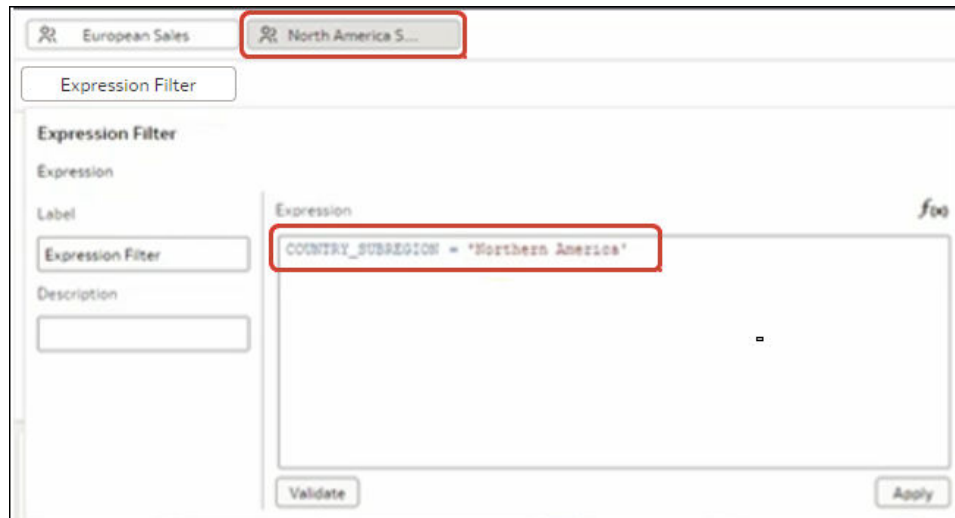 European Sales
North America S...
Expression Filter
Expression Filter
Expression
Label
Expression
f(x)
Expression Filter
COUNTRY_SUBREGION = 'Northern America'
Description
Validate
Apply